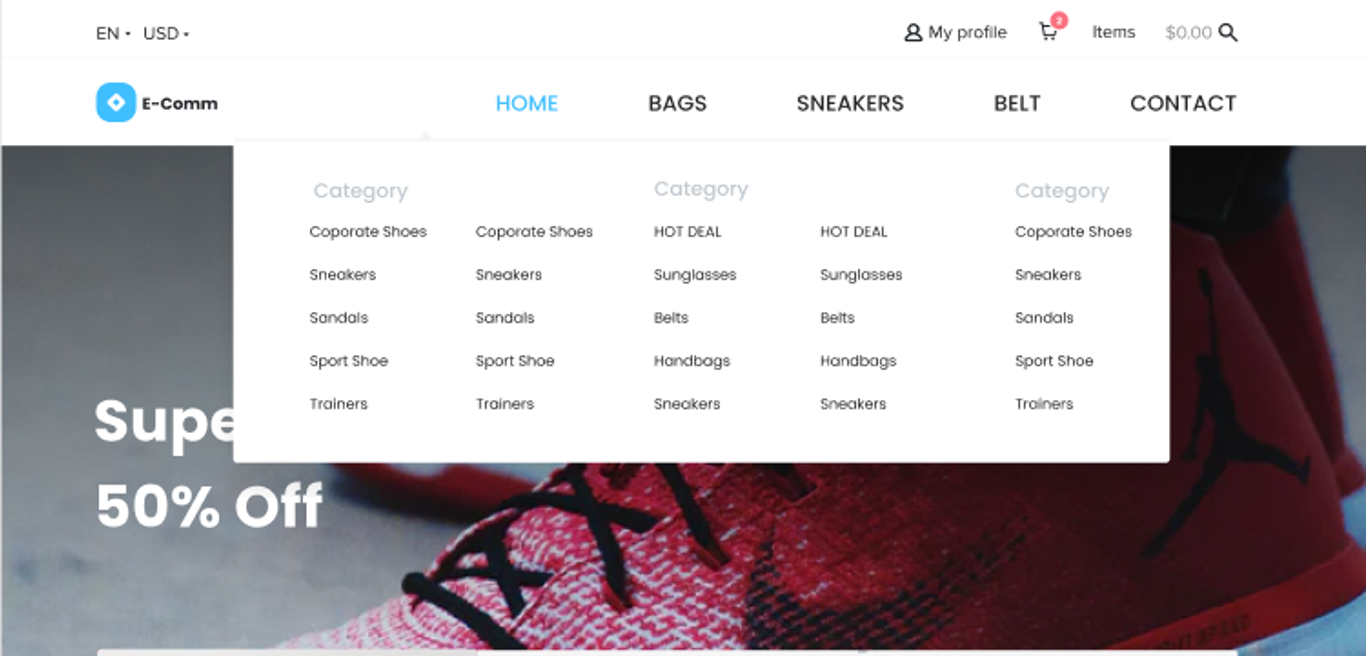 EN USD My profile 2 Items $0.00
E-Comm HOME BAGS SNEAKERS BELT CONTACT
Category Category Category
Coporate Shoes Coporate Shoes HOT DEAL HOT DEAL Coporate Shoes
Sneakers Sneakers Sunglasses Sunglasses Sneakers
Sandals Sandals Belts Belts Sandals
Sport Shoe Sport Shoe Handbags Handbags Sport Shoe
Trainers Trainers Sneakers Sneakers Trainers
Supe
50% Off